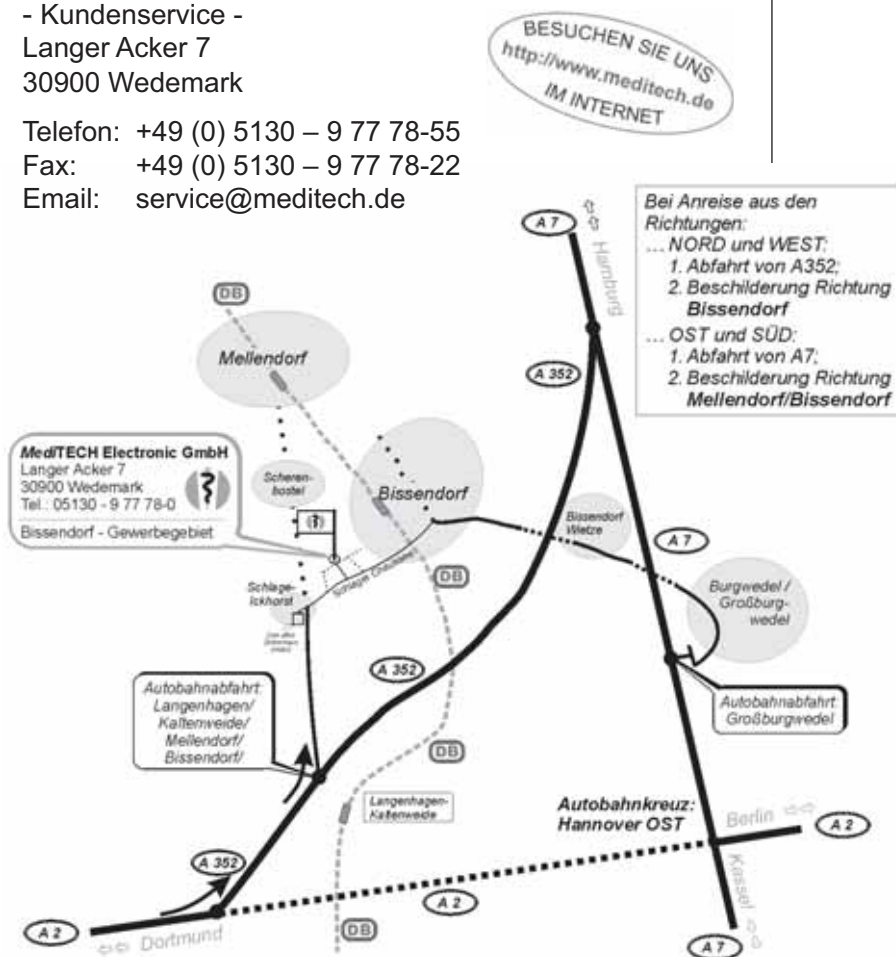 - Kundenservice -
Langer Acker 7
30900 Wedemark
Telefon: +49 (0) 5130 – 9 77 78-55
Fax: +49 (0) 5130 – 9 77 78-22
Email: service@meditech.de
BESUCHEN SIE UNS
http://www.meditech.de
IM INTERNET
Bei Anreise aus den
Richtungen:
... NORD und WEST:
1. Abfahrt von A352;
2. Beschilderung Richtung
Bissendorf
... OST und SÜD:
1. Abfahrt von A7;
2. Beschilderung Richtung
Mellendorf/Bissendorf
A 7
Hamburg
DB
Mellendorf
A 352
MediTECH Electronic GmbH
Langer Acker 7
30900 Wedemark
Tel.: 05130 - 9 77 78-0
Bissendorf - Gewerbegebiet
Scheren-
bostel
Bissendorf
Bissendorf
Wietze
A 7
DB
Schlager Chaussee
Schlage-
Ickhorst
Burgwedel /
Großburg-
wedel
A 352
Autobahnabfahrt:
Langenhagen/
Kaltenweide/
Mellendorf/
Bissendorf/
Autobahnabfahrt:
Großburgwedel
DB
Langenhagen-
Kaltenweide
Autobahnkreuz:
Hannover OST
Berlin
A 2
A 352
A 2
Kassel
A 2
Dortmund
DB
A 7